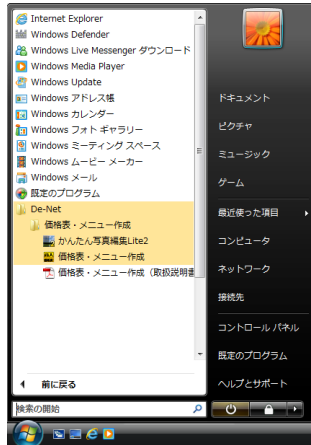 Internet Explorer
Windows Defender
Windows Live Messenger ダウンロード
Windows Media Player
Windows Update
Windows アドレス帳
Windows カレンダー
Windows フォト ギャラリー
Windows ミーティング スペース
Windows ムービー メーカー
Windows メール
既定のプログラム
De-Net
価格表・メニュー作成
かんたん写真編集Lite2
価格表・メニュー作成
価格表・メニュー作成（取扱説明書
前に戻る
検索の開始
ドキュメント
ピクチャ
ミュージック
ゲーム
最近使った項目
コンピュータ
ネットワーク
接続先
コントロール パネル
既定のプログラム
ヘルプとサポート